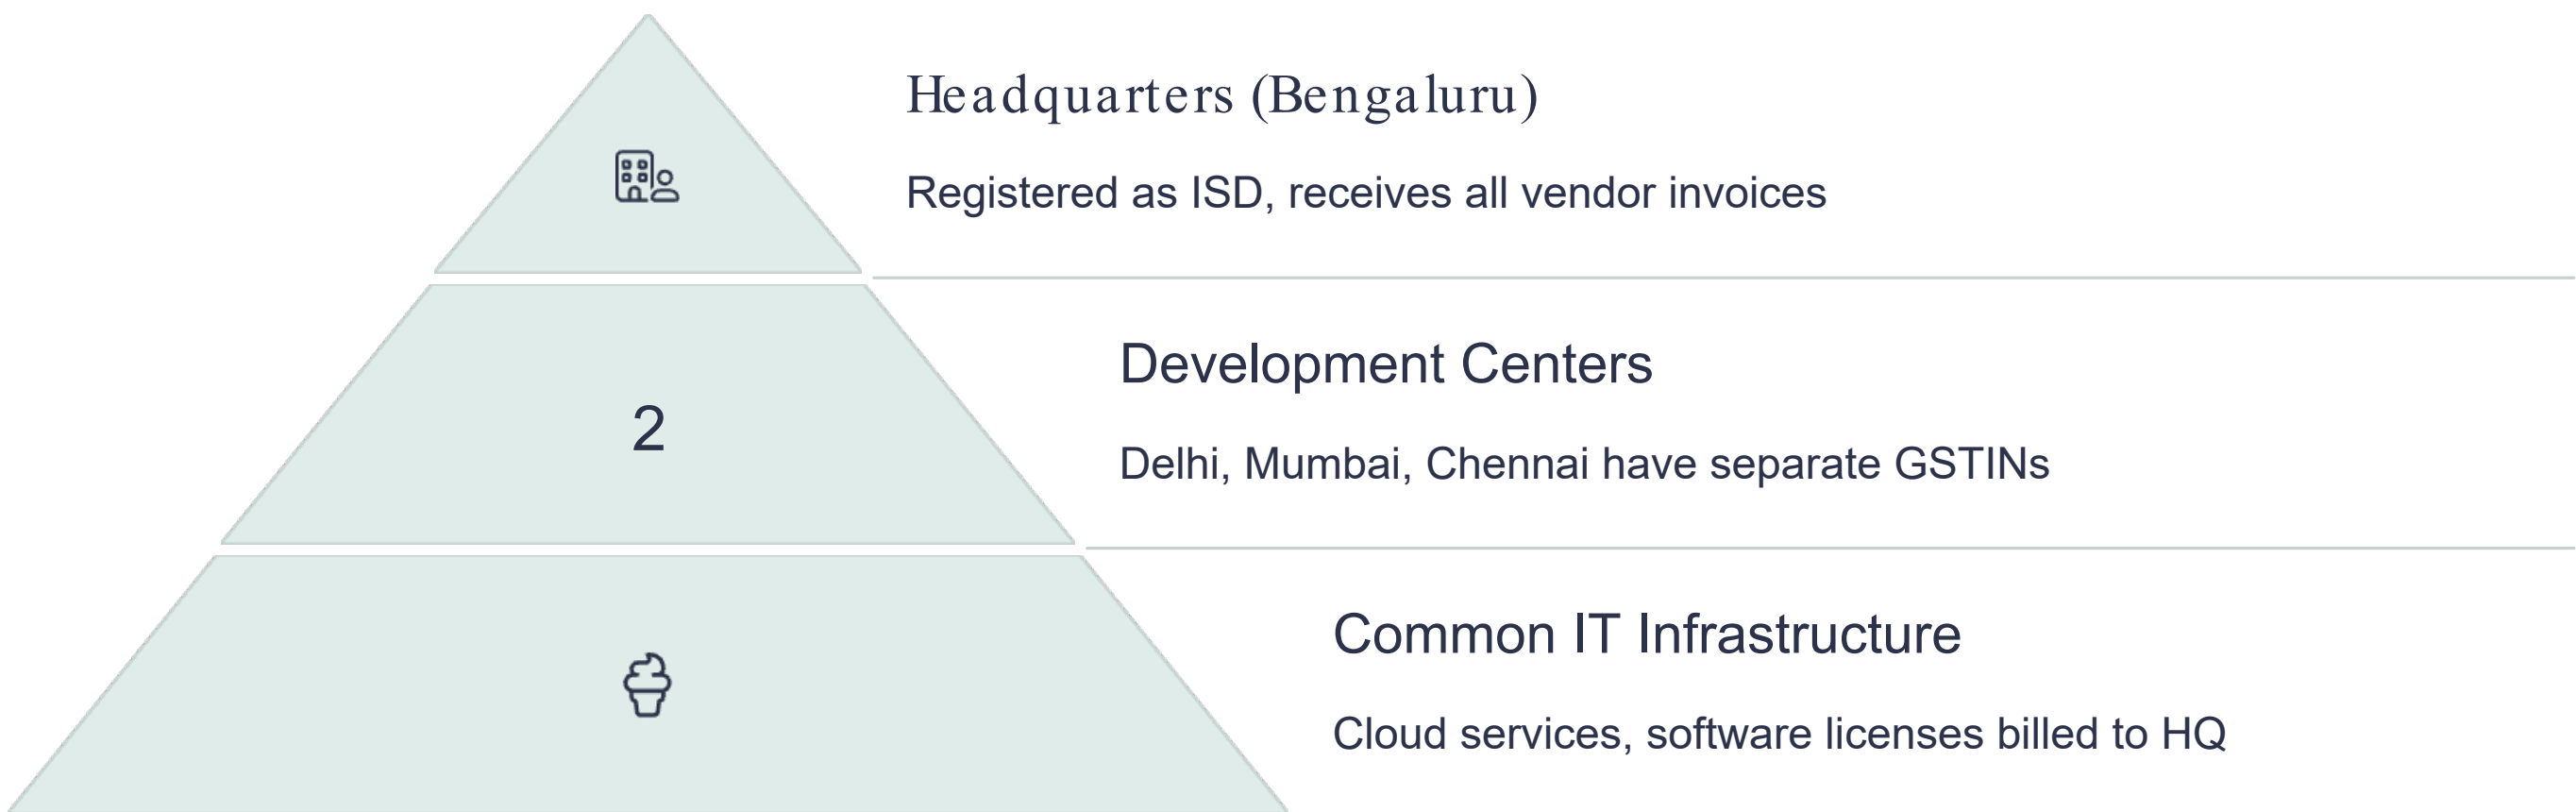 Headquarters (Bengaluru)
Registered as ISD, receives all vendor invoices
2
Development Centers
Delhi, Mumbai, Chennai have separate GSTINs
Common IT Infrastructure
Cloud services, software licenses billed to HQ